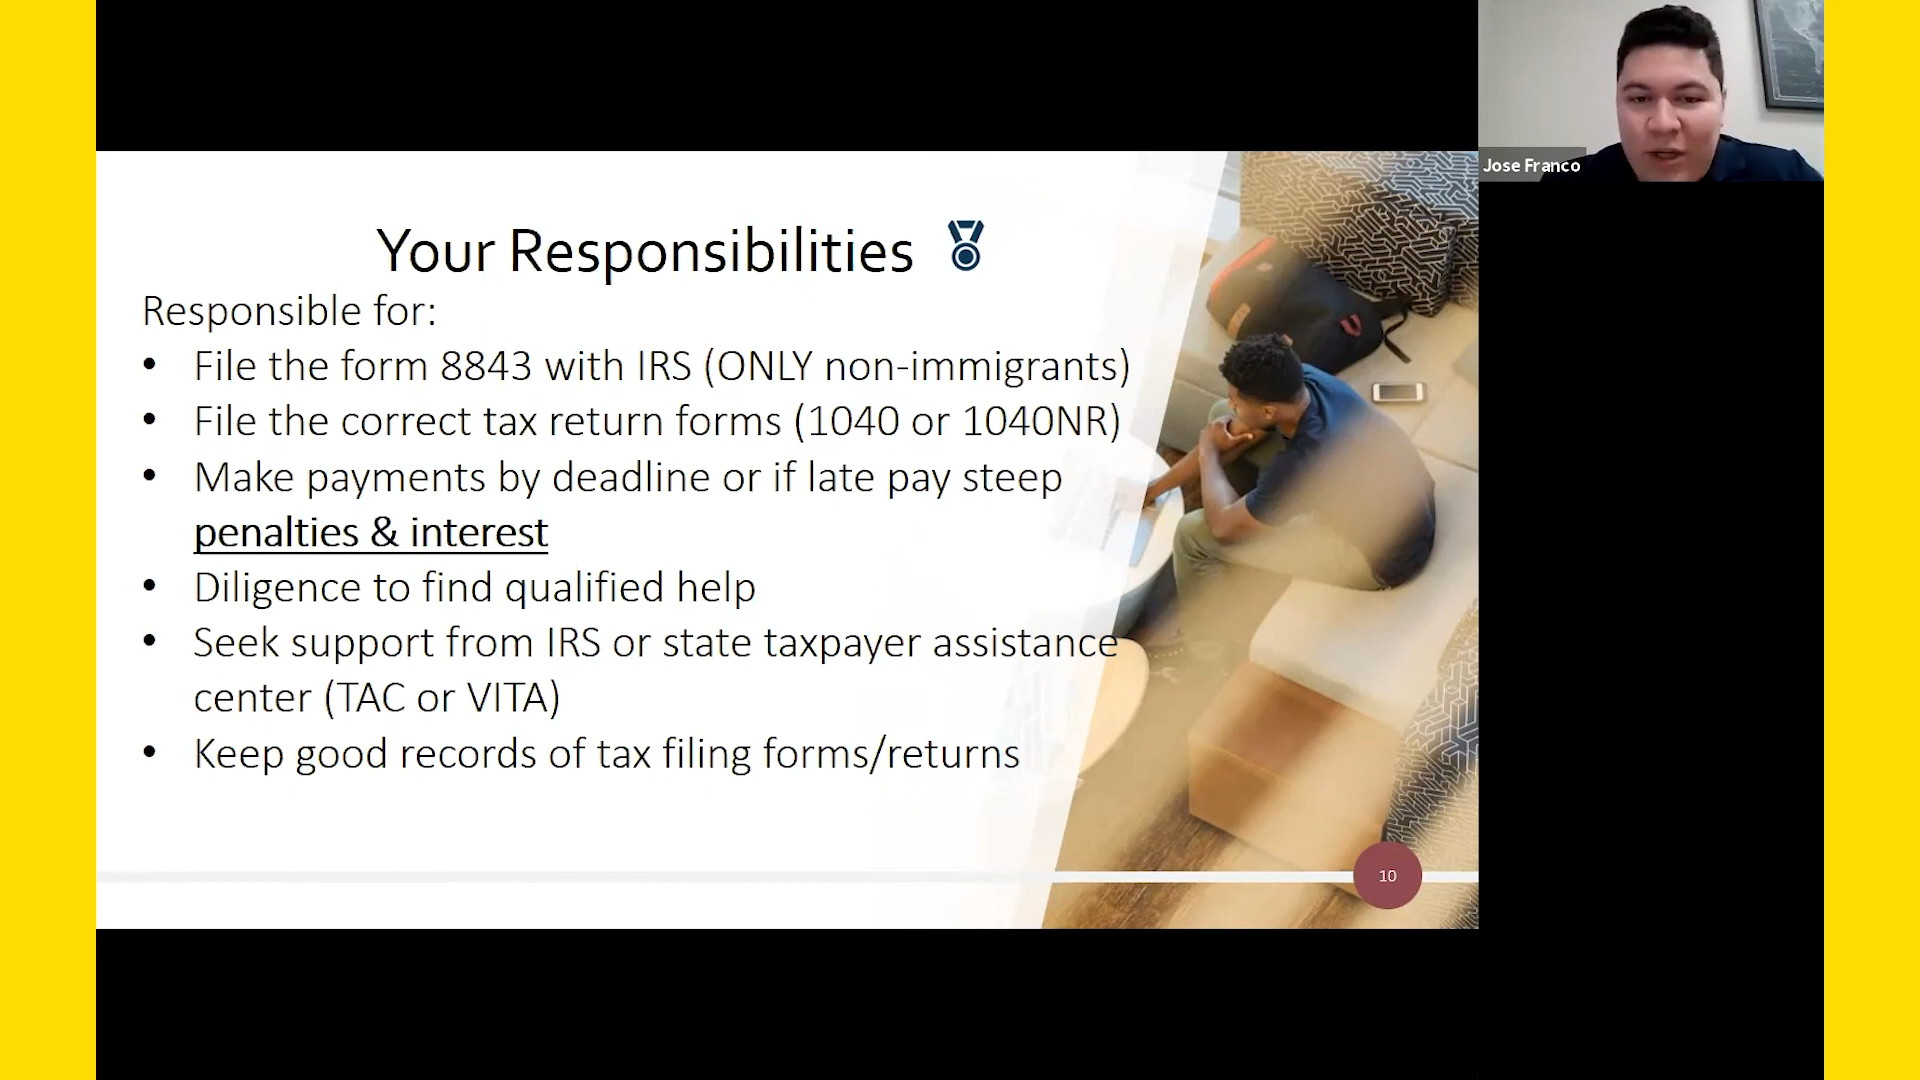 Jose Franco
Your Responsibilities
Responsible for:
• File the form 8843 with IRS (ONLY non-immigrants)
• File the correct tax return forms (1040 or 1040NR)
• Make payments by deadline or if late pay steep
penalties & interest
• Diligence to find qualified help
• Seek support from IRS or state taxpayer assistance
center (TAC or VITA)
• Keep good records of tax filing forms/returns
10